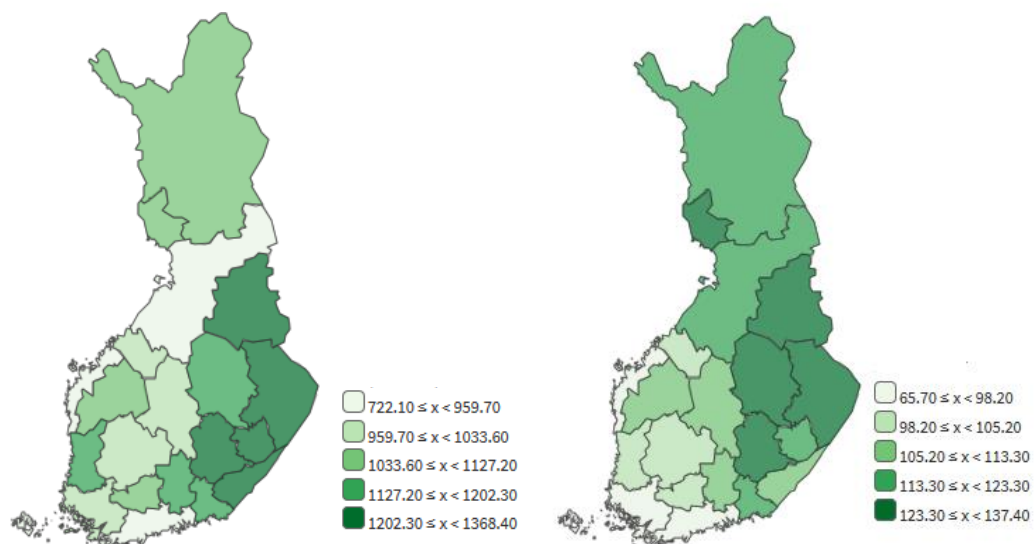 722.10 ≤ x < 959.70
959.70 ≤ x < 1033.60
1033.60 ≤ x < 1127.20
1127.20 ≤ x < 1202.30
1202.30 ≤ x < 1368.40
65.70 ≤ x < 98.20
98.20 ≤ x < 105.20
105.20 ≤ x < 113.30
113.30 ≤ x < 123.30
123.30 ≤ x < 137.40